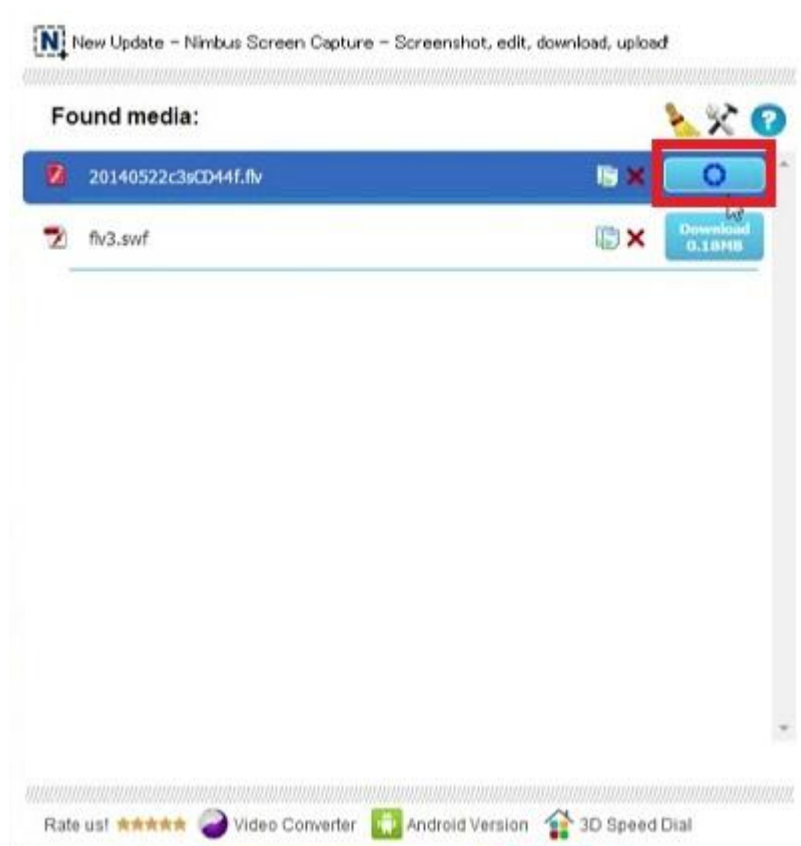 N New Update - Nimbus Screen Capture - Screenshot, edit, download, upload!
Found media:
?
20140522c3sCD44f.flv
flv3.swf
Download
0.18MB
Rate us! Video Converter Android Version 3D Speed Dial